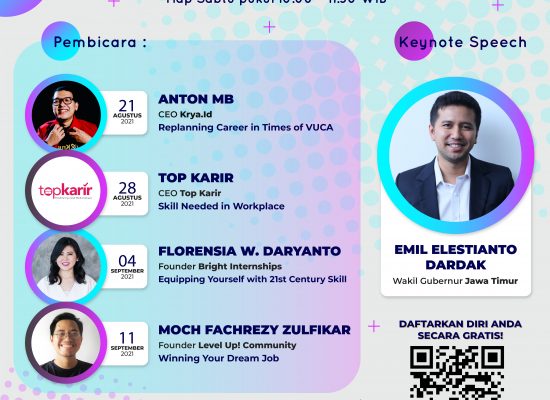 Tiap Sabtu pukul 10.00 - 11.30 WIB
Pembicara :
21
AGUSTUS
2021
ANTON MB
CEO Krya.Id
Replanning Career in Times of VUCA
topkarir
28
AGUSTUS
2021
TOP KARIR
CEO Top Karir
Skill Needed in Workplace
04
SEPTEMBER
2021
FLORENSIA W. DARYANTO
Founder Bright Internships
Equipping Yourself with 21st Century Skill
11
SEPTEMBER
2021
MOCH FACHREZY ZULFIKAR
Founder Level Up! Community
Winning Your Dream Job
Keynote Speech
EMIL ELESTIANTO
DARDAK
Wakil Gubernur Jawa Timur
DAFTARKAN DIRI ANDA
SECARA GRATIS!